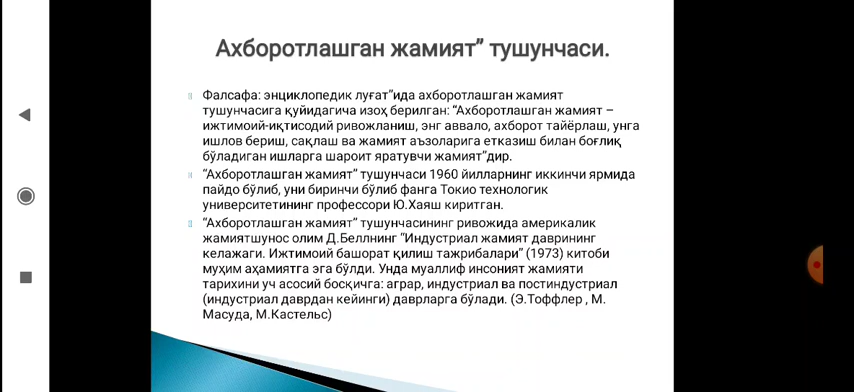 Ахборотлашган жамият” тушунчаси.
Фалсафа: энциклопедик луғат”ида ахборотлашган жамият
тушунчасига қуйидагича изоҳ берилган: “Ахборотлашган жамият –
ижтимоий-иқтисодий ривожланиш, энг аввало, ахборот тайёрлаш, унга
ишлов бериш, сақлаш ва жамият аъзоларига етказиш билан боғлиқ
бўладиган ишларга шароит яратувчи жамият”дир.
“Ахборотлашган жамият” тушунчаси 1960 йилларнинг иккинчи ярмида
пайдо бўлиб, уни биринчи бўлиб фанга Токио технологик
университетининг профессори Ю.Хаяш киритган.
“Ахборотлашган жамият” тушунчасининг ривожида америкалик
жамиятшунос олим Д.Беллнинг “Индустриал жамият даврининг
келажаги. Ижтимоий башорат қилиш тажрибалари” (1973) китоби
муҳим аҳамиятга эга бўлди. Унда муаллиф инсоният жамияти
тарихини уч асосий босқичга: аграр, индустриал ва постиндустриал
(индустриал даврдан кейинги) даврларга бўлади. (Э.Тоффлер , М.
Масуда, М.Кастельс)